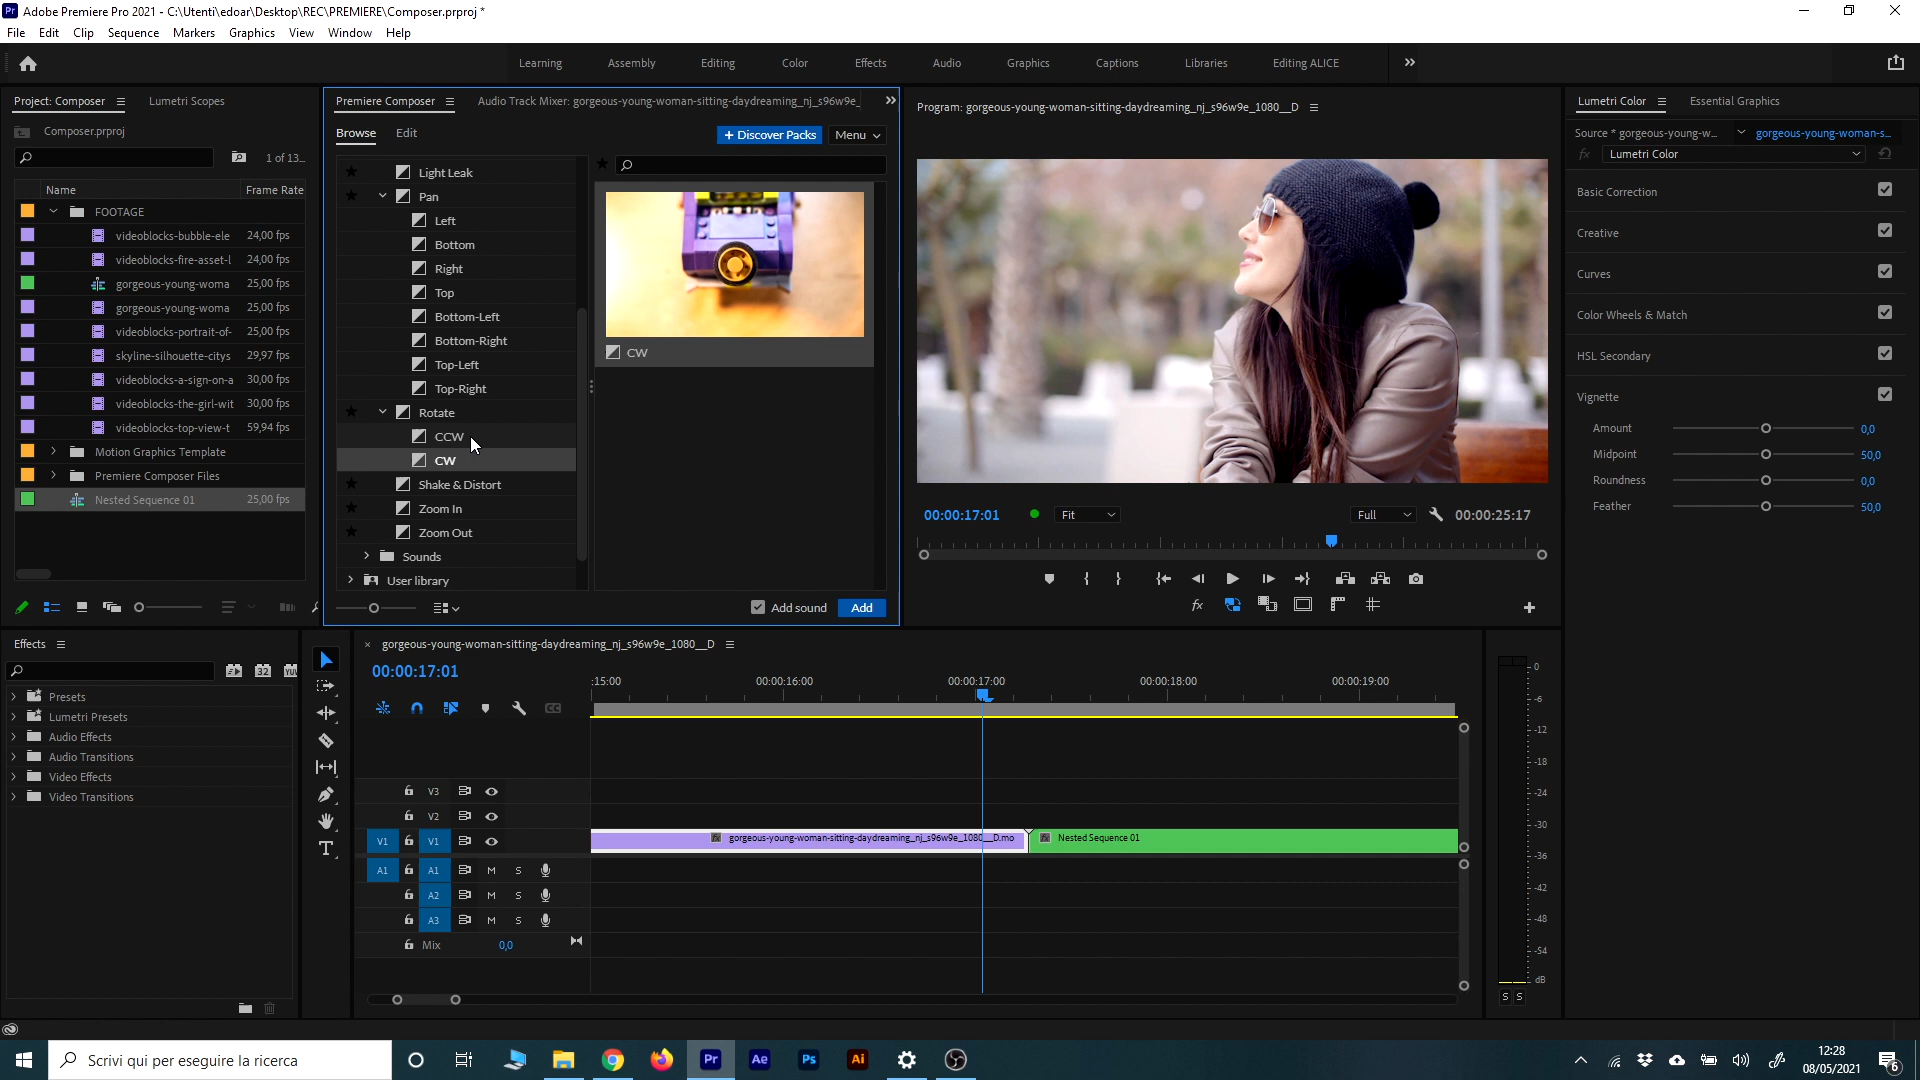 Pr Adobe Premiere Pro 2021 - C:\Utenti\edoar\Desktop\REC\PREMIERE\Composer.prproj *
File Edit Clip Sequence Markers Graphics View Window Help
Learning Assembly Editing Color Effects Audio Graphics Captions Libraries Editing ALICE
Project: Composer
Lumetri Scopes
Composer.prproj
1 of 13...
Name Frame Rate
FOOTAGE
videoblocks-bubble-ele 24,00 fps
videoblocks-fire-asset-l 24,00 fps
gorgeous-young-woma 25,00 fps
gorgeous-young-woma 25,00 fps
videoblocks-portrait-of- 25,00 fps
skyline-silhouette-citys 29,97 fps
videoblocks-a-sign-on-a 30,00 fps
videoblocks-the-girl-wit 30,00 fps
videoblocks-top-view-t 59,94 fps
Motion Graphics Template
Premiere Composer Files
Nested Sequence 01 25,00 fps
Premiere Composer
Audio Track Mixer: gorgeous-young-woman-sitting-daydreaming_nj_s96w9e_
Browse Edit
+ Discover Packs
Menu
Light Leak
Pan
Left
Bottom
Right
Top
Bottom-Left
Bottom-Right
Top-Left
Top-Right
Rotate
CCW
CW
Shake & Distort
Zoom In
Zoom Out
Sounds
User library
CW
Add sound
Add
Program: gorgeous-young-woman-sitting-daydreaming_nj_s96w9e_1080__D
00:00:17:01
Fit
Full
00:00:25:17
fx
Lumetri Color
Essential Graphics
Source * gorgeous-young-w...
gorgeous-young-woman-s...
fx Lumetri Color
Basic Correction
Creative
Curves
Color Wheels & Match
HSL Secondary
Vignette
Amount 0,0
Midpoint 50,0
Roundness 0,0
Feather 50,0
Effects
32
Presets
Lumetri Presets
Audio Effects
Audio Transitions
Video Effects
Video Transitions
× gorgeous-young-woman-sitting-daydreaming_nj_s96w9e_1080__D
00:00:17:01
:15:00 00:00:16:00 00:00:17:00 00:00:18:00 00:00:19:00
CC
V3
V2
V1 V1
fx gorgeous-young-woman-sitting-daydreaming_nj_s96w9e_1080__D.mo
fx Nested Sequence 01
A1 A1 M S
A2 M S
A3 M S
Mix 0,0
0
-6
-12
-18
-24
-30
-36
-42
-48
-54
dB
S S
Scrivi qui per eseguire la ricerca
Pr Ae Ps Ai
12:28
08/05/2021
6